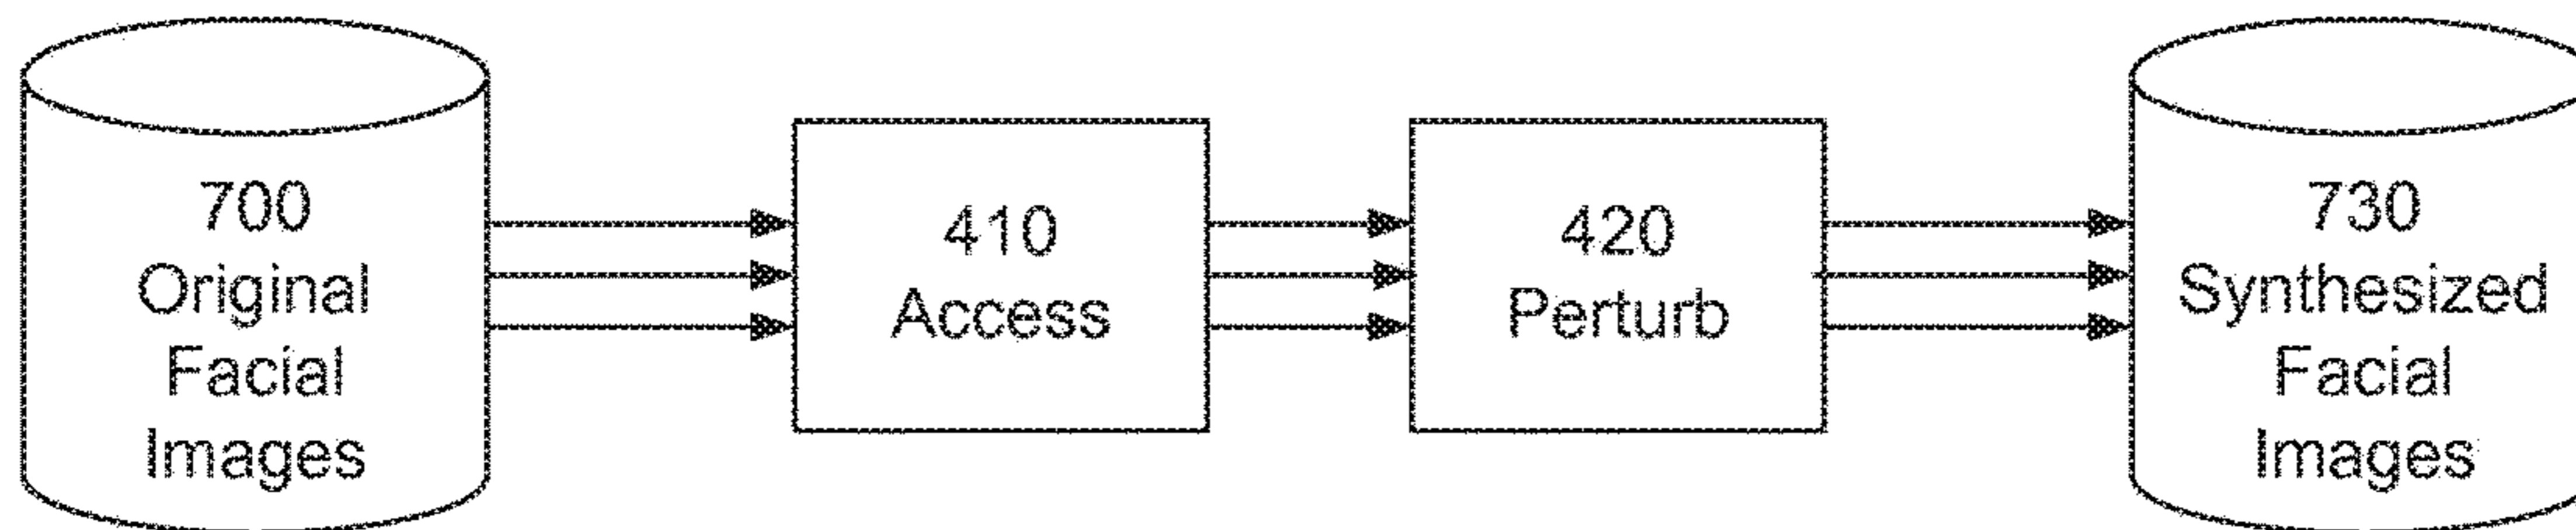 700
Original
Facial
Images
410
Access
420
Perturb
730
Synthesized
Facial
Images